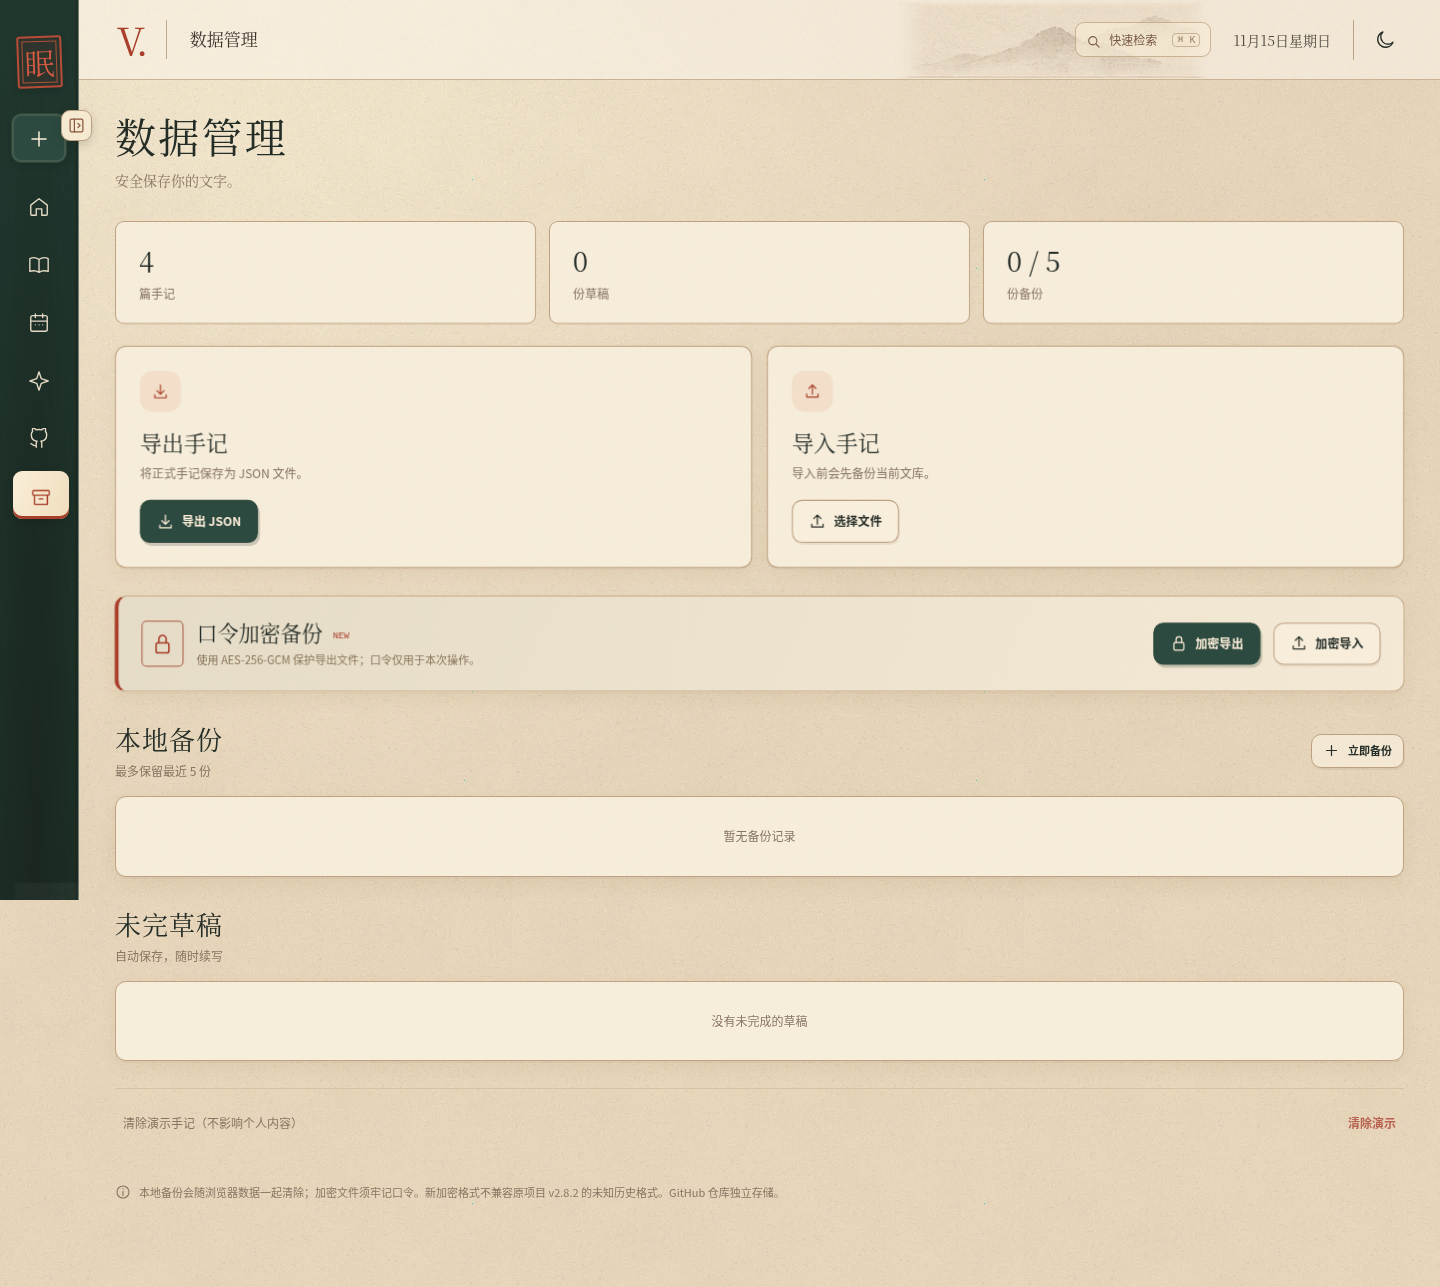 眠
V.
数据管理
快速检索 ⌘ K
11月15日星期日
数据管理
安全保存你的文字。
4
篇手记
0
份草稿
0 / 5
份备份
导出手记
将正式手记保存为 JSON 文件。
导出 JSON
导入手记
导入前会先备份当前文库。
选择文件
口令加密备份 NEW
使用 AES-256-GCM 保护导出文件；口令仅用于本次操作。
加密导出
加密导入
本地备份
最多保留最近 5 份
立即备份
暂无备份记录
未完草稿
自动保存，随时续写
没有未完成的草稿
清除演示手记（不影响个人内容）
清除演示
本地备份会随浏览器数据一起清除；加密文件须牢记口令。新加密格式不兼容原项目 v2.8.2 的未知历史格式。GitHub 仓库独立存储。